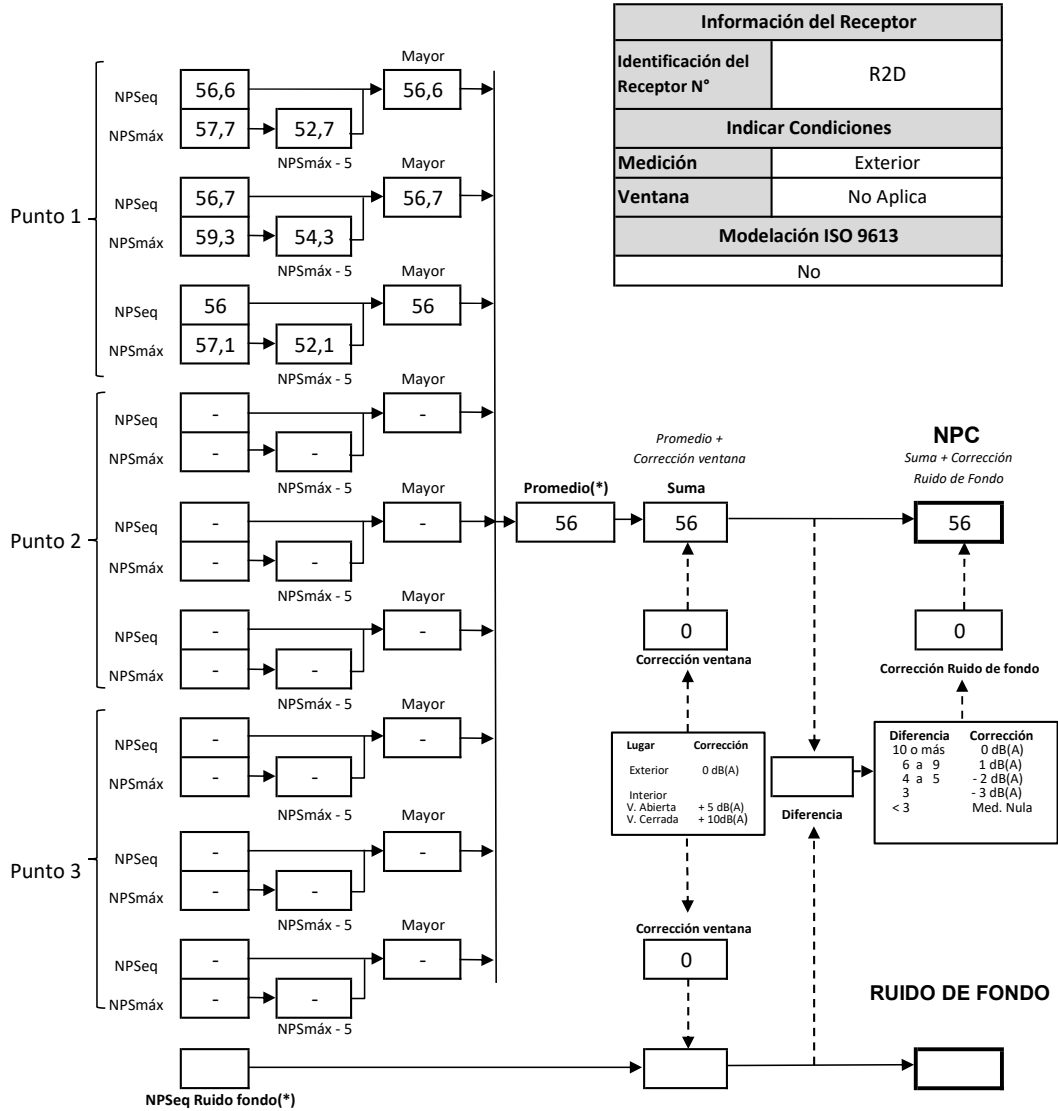 Información del Receptor
Identificación del Receptor N° R2D
Indicar Condiciones
Medición Exterior
Ventana No Aplica
Modelación ISO 9613
No
Punto 1
Mayor
NPSeq 56,6 56,6
NPSmáx 57,7 52,7
NPSmáx - 5
Mayor
NPSeq 56,7 56,7
NPSmáx 59,3 54,3
NPSmáx - 5
Mayor
NPSeq 56 56
NPSmáx 57,1 52,1
NPSmáx - 5
Punto 2
Mayor
NPSeq - -
NPSmáx - -
NPSmáx - 5
Mayor
NPSeq - -
NPSmáx - -
NPSmáx - 5
Mayor
NPSeq - -
NPSmáx - -
NPSmáx - 5
Punto 3
Mayor
NPSeq - -
NPSmáx - -
NPSmáx - 5
Mayor
NPSeq - -
NPSmáx - -
NPSmáx - 5
Mayor
NPSeq - -
NPSmáx - -
NPSmáx - 5
NPSeq Ruido fondo(*)
Promedio(*)
56
Promedio +
Corrección ventana
Suma
56
0
Corrección ventana
Lugar Corrección
Exterior 0 dB(A)
Interior
V. Abierta + 5 dB(A)
V. Cerrada + 10dB(A)
Corrección ventana
0
Diferencia
NPC
Suma + Corrección
Ruido de Fondo
56
0
Corrección Ruido de fondo
Diferencia Corrección
10 o más 0 dB(A)
6 a 9 1 dB(A)
4 a 5 - 2 dB(A)
3 - 3 dB(A)
< 3 Med. Nula
RUIDO DE FONDO